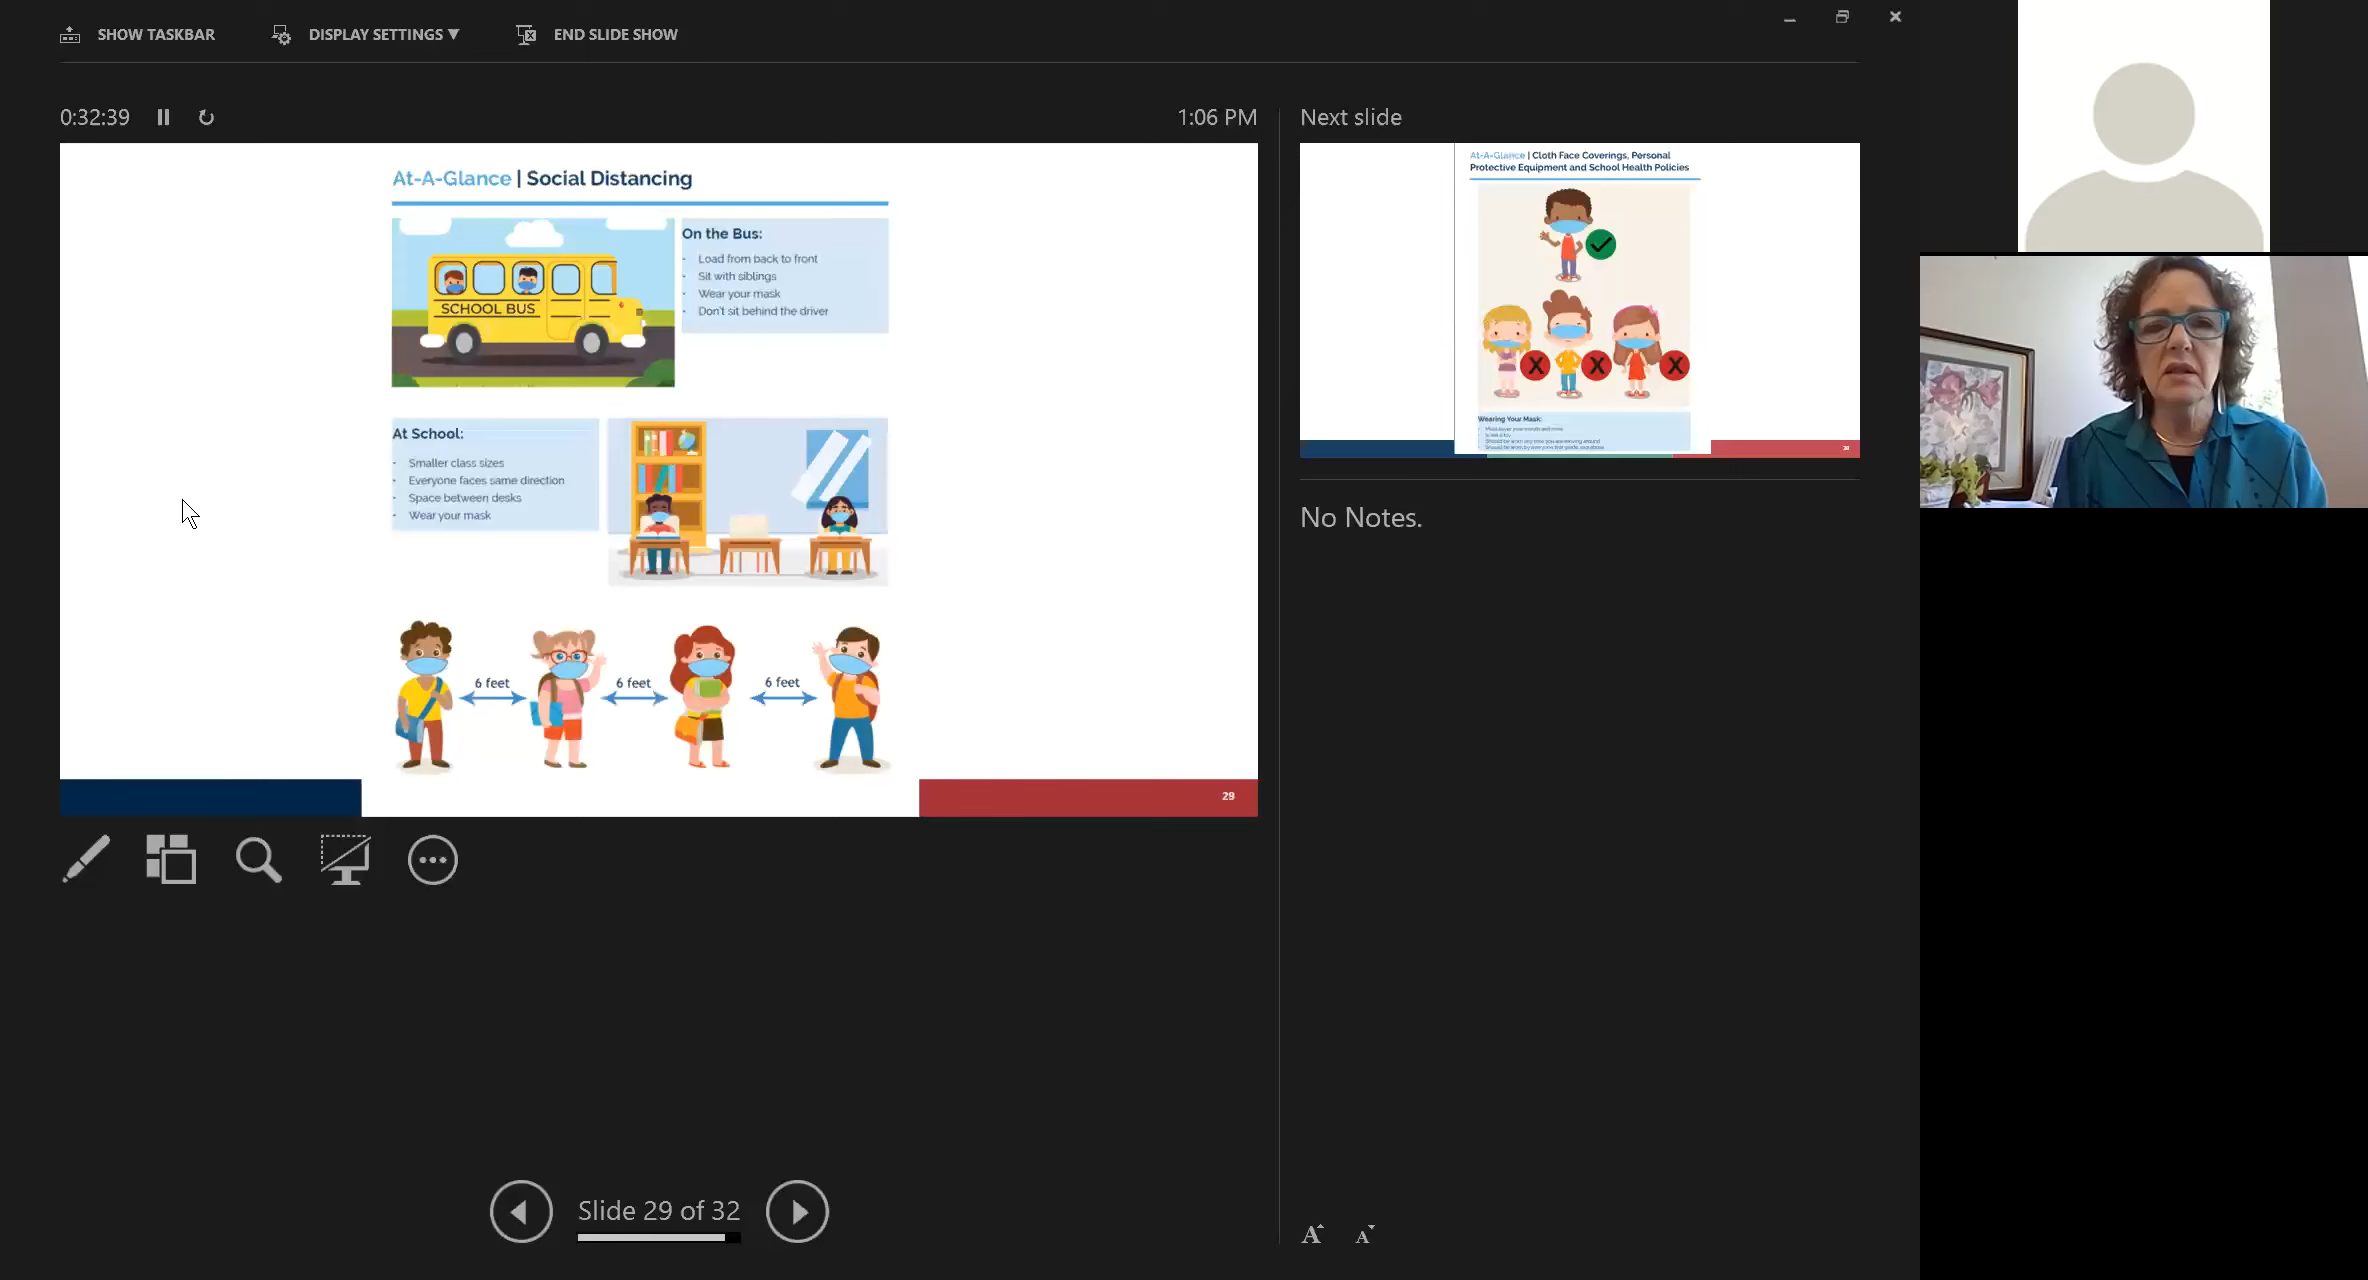 SHOW TASKBAR
DISPLAY SETTINGS ▼
END SLIDE SHOW
0:32:39
1:06 PM
Next slide
At-A-Glance | Social Distancing
On the Bus:
- Load from back to front
- Sit with siblings
- Wear your mask
- Don't sit behind the driver
SCHOOL BUS
At School:
- Smaller class sizes
- Everyone faces same direction
- Space between desks
- Wear your mask
6 feet
6 feet
6 feet
29
At-A-Glance | Cloth Face Coverings, Personal
Protective Equipment and School Health Policies
X
X
X
Wearing Your Mask:
No Notes.
Slide 29 of 32
A
A